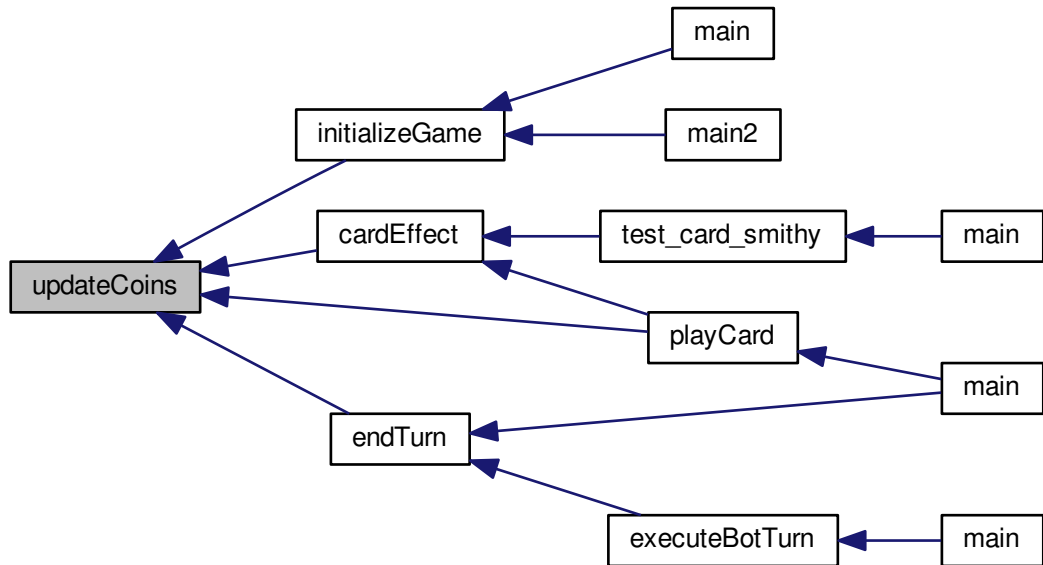 main
initializeGame
main2
cardEffect
test_card_smithy
main
updateCoins
playCard
main
endTurn
executeBotTurn
main